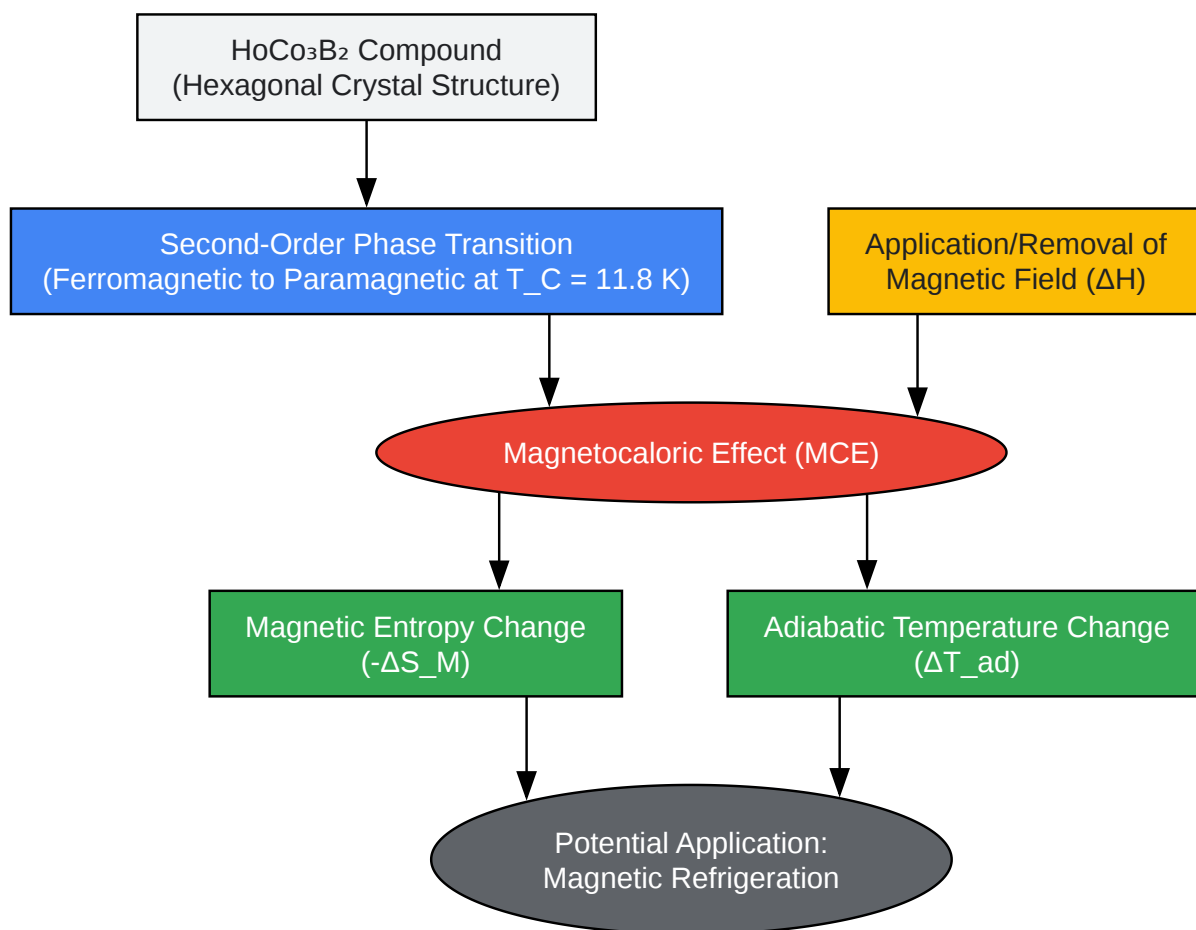 HoCo₃B₂ Compound
(Hexagonal Crystal Structure)
Second-Order Phase Transition
(Ferromagnetic to Paramagnetic at T_C = 11.8 K)
Application/Removal of
Magnetic Field (ΔH)
Magnetocaloric Effect (MCE)
Magnetic Entropy Change
(-ΔS_M)
Adiabatic Temperature Change
(ΔT_ad)
Potential Application:
Magnetic Refrigeration